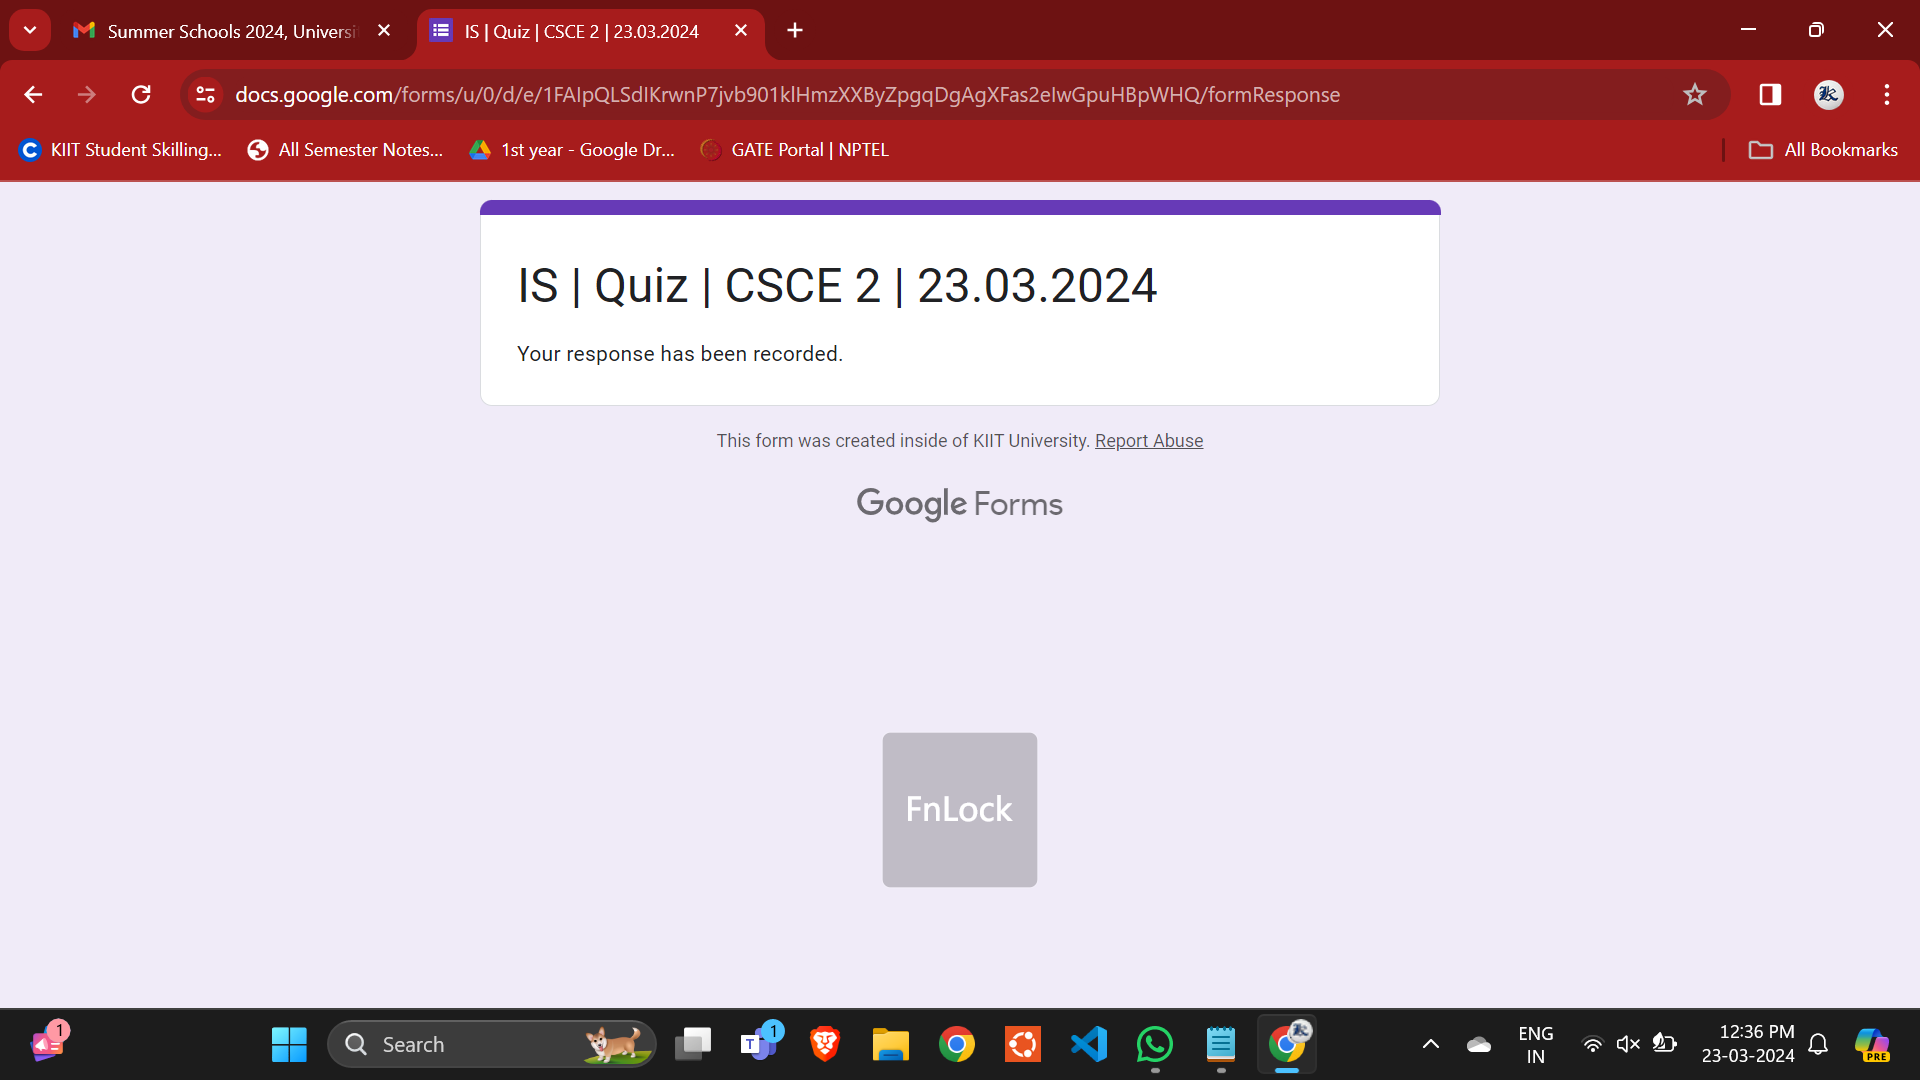 Summer Schools 2024, Universi
IS | Quiz | CSCE 2 | 23.03.2024
docs.google.com/forms/u/0/d/e/1FAIpQLSdIKrwnP7jvb901kIHmzXXByZpgqDgAgXFas2eIwGpuHBpWHQ/formResponse
KIIT Student Skilling...
All Semester Notes...
1st year - Google Dr...
GATE Portal | NPTEL
All Bookmarks
IS | Quiz | CSCE 2 | 23.03.2024
Your response has been recorded.
This form was created inside of KIIT University. Report Abuse
Google Forms
FnLock
1
Search
T
1
ENG
IN
12:36 PM
23-03-2024
PRE